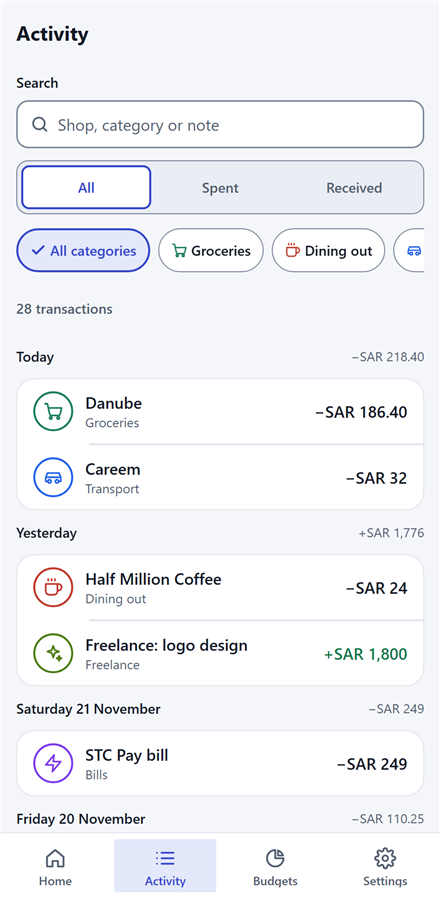 Activity
Search
Shop, category or note
All Spent Received
All categories Groceries Dining out
28 transactions
Today −SAR 218.40
Danube −SAR 186.40
Groceries
Careem −SAR 32
Transport
Yesterday +SAR 1,776
Half Million Coffee −SAR 24
Dining out
Freelance: logo design +SAR 1,800
Freelance
Saturday 21 November −SAR 249
STC Pay bill −SAR 249
Bills
Friday 20 November −SAR 110.25
Home Activity Budgets Settings